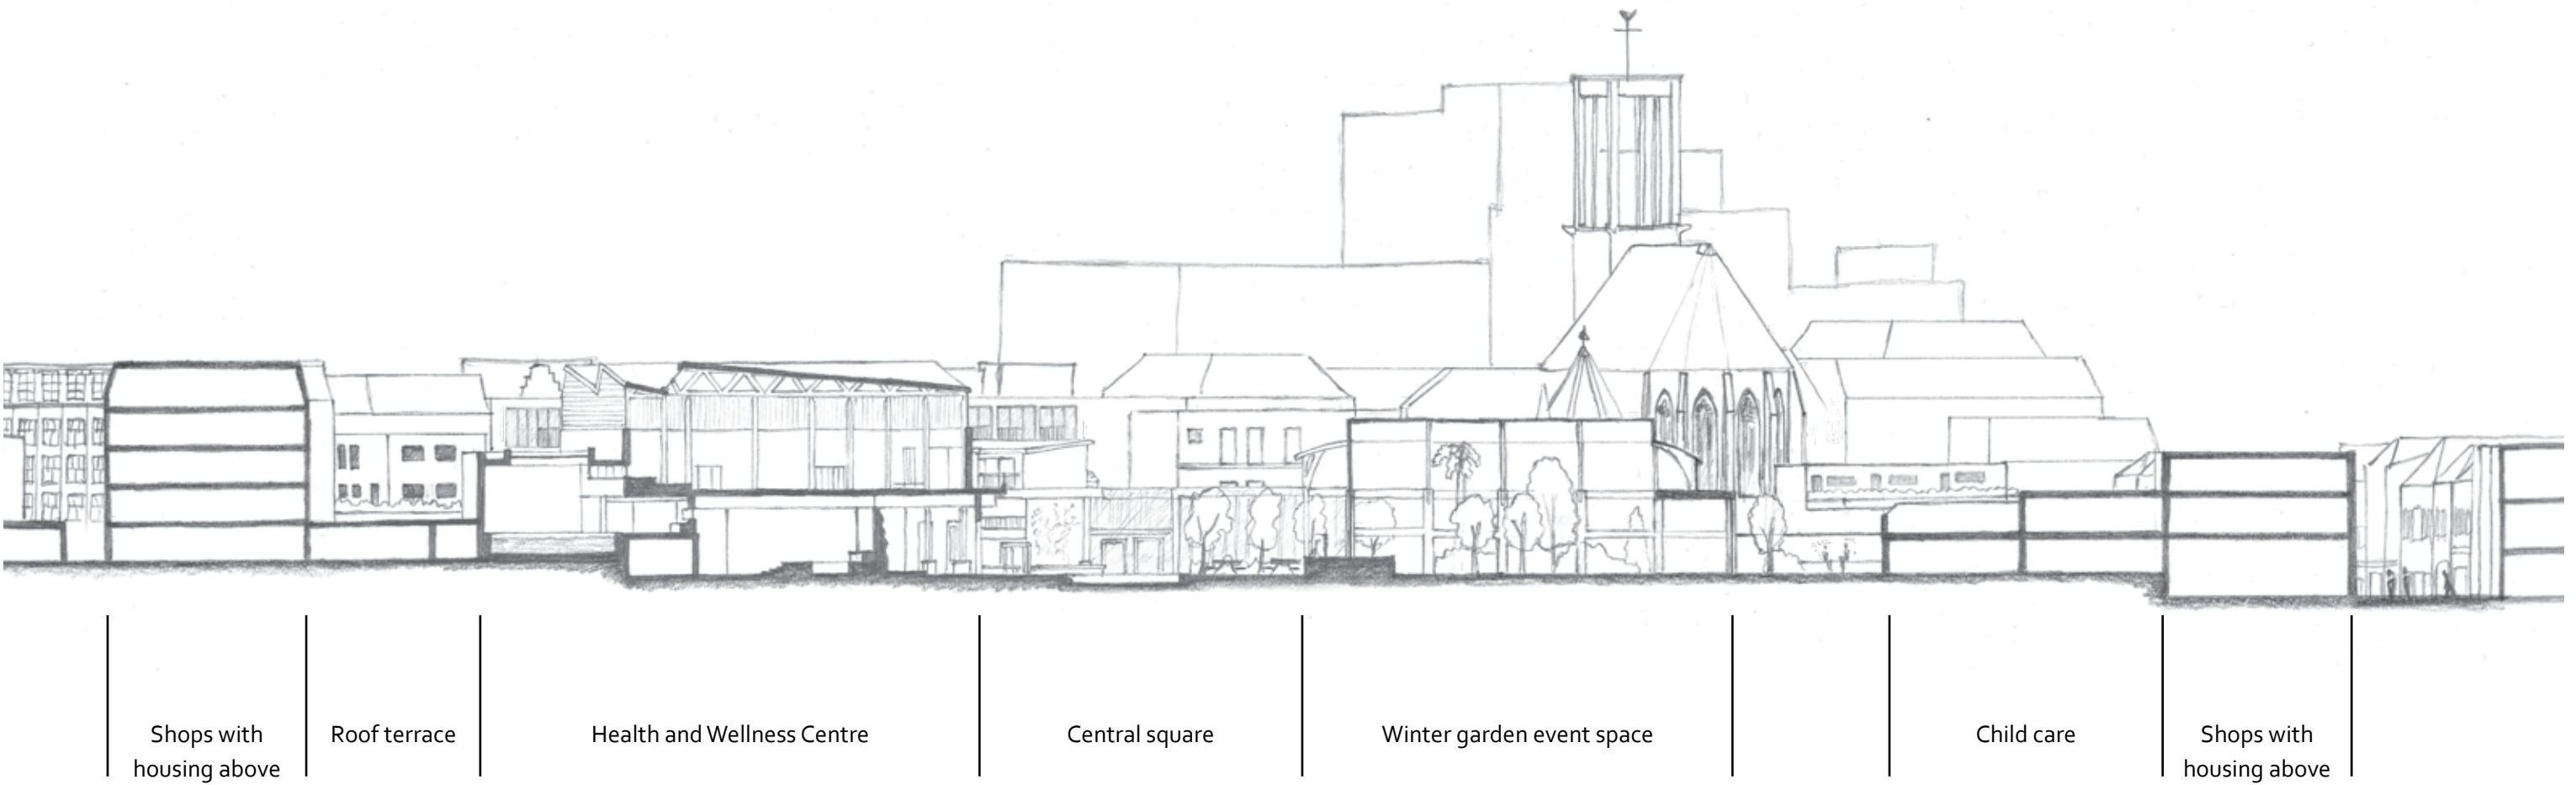 Shops with
housing above
Roof terrace
Health and Wellness Centre
Central square
Winter garden event space
Child care
Shops with
housing above